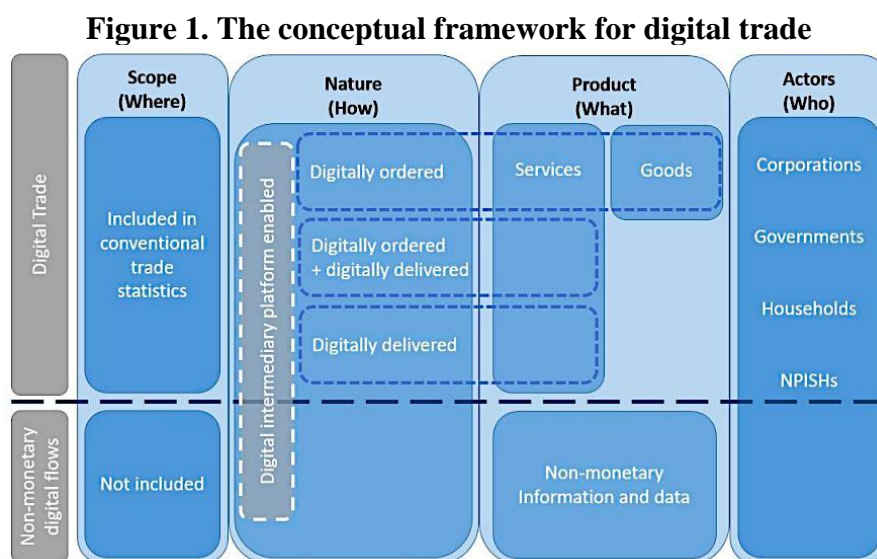 Figure 1. The conceptual framework for digital trade
Scope
(Where)
Nature
(How)
Product
(What)
Actors
(Who)
Digital Trade
Included in
conventional
trade
statistics
Digital intermediary platform enabled
Digitally ordered
Services
Goods
Digitally ordered
+ digitally delivered
Digitally delivered
Corporations
Governments
Households
NPISHs
Non-monetary
digital flows
Not included
Non-monetary
Information and data